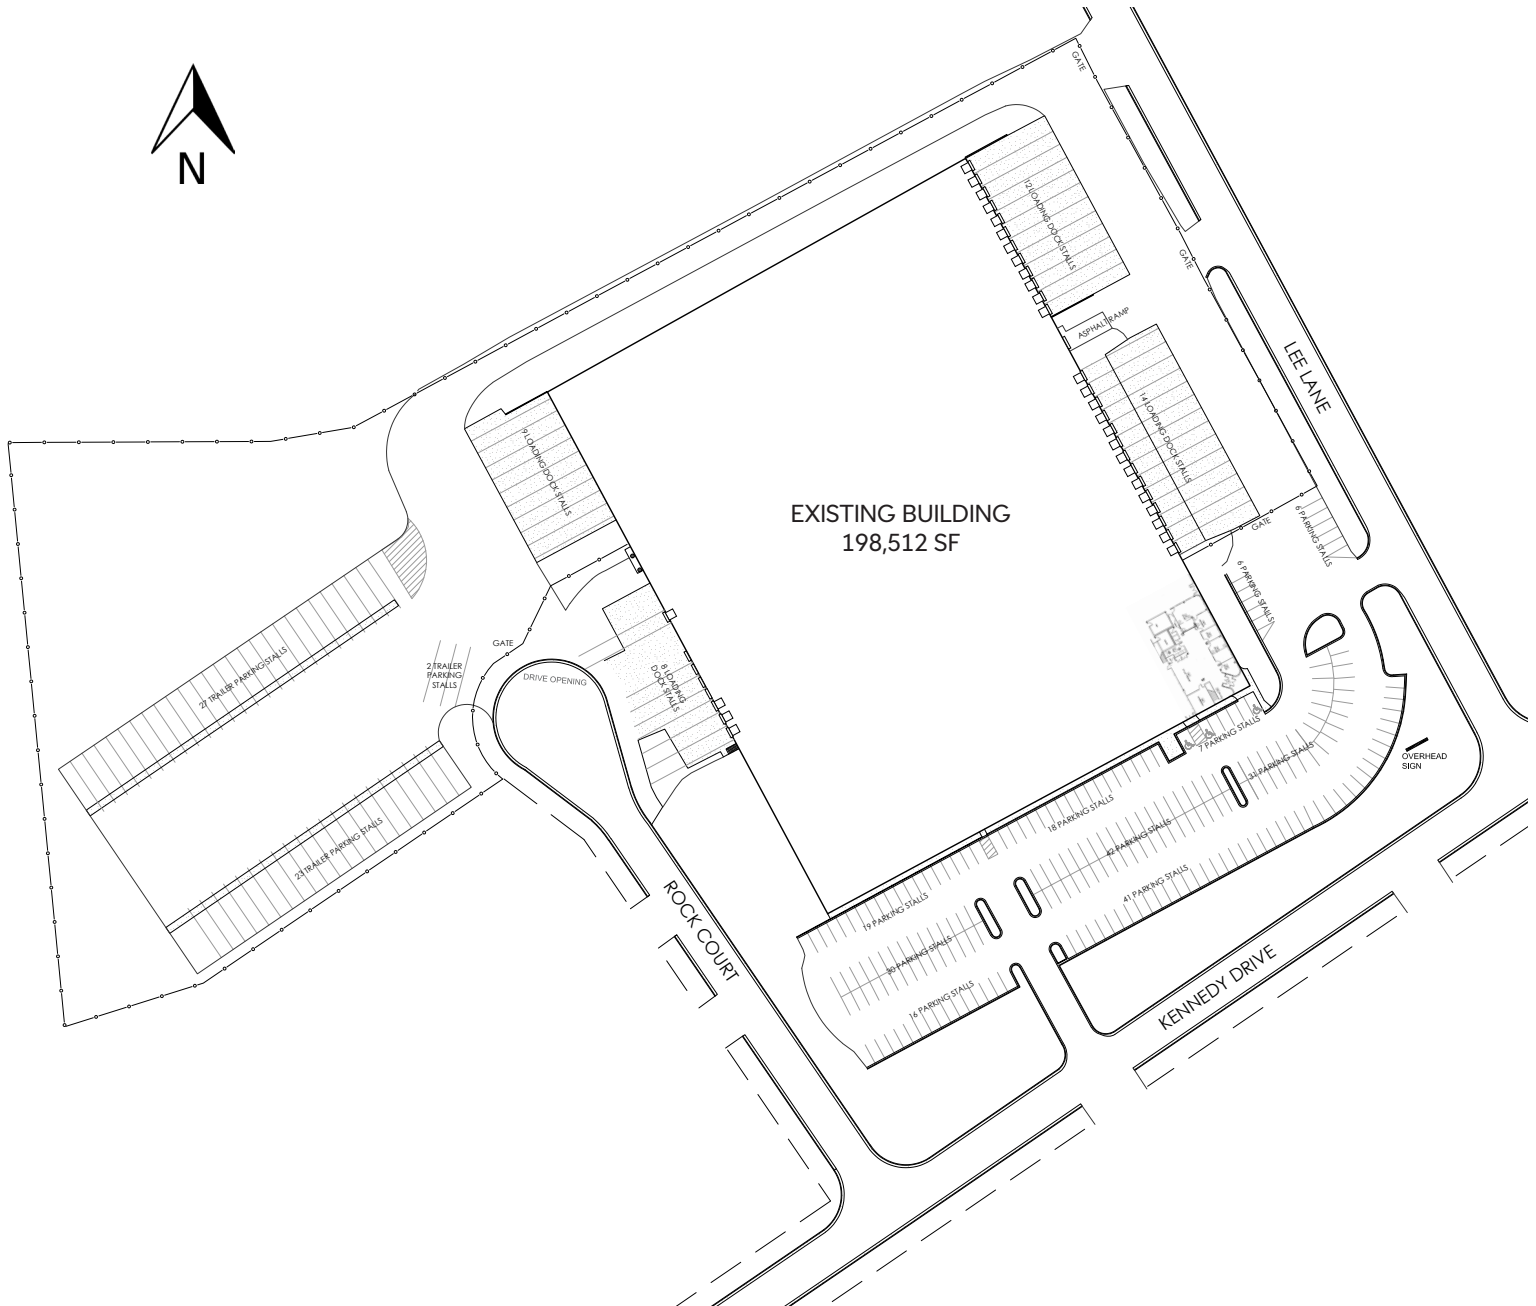 N
GATE
12 LOADING DOCK STALLS
GATE
ASPHALT RAMP
LEE LANE
14 LOADING DOCK STALLS
9 LOADING DOCK STALLS
EXISTING BUILDING
198,512 SF
GATE
6 PARKING STALLS
6 PARKING STALLS
GATE
27 TRAILER PARKING STALLS
2 TRAILER
PARKING
STALLS
DRIVE OPENING
8 LOADING
DOCK STALLS
7 PARKING STALLS
31 PARKING STALLS
OVERHEAD
SIGN
18 PARKING STALLS
42 PARKING STALLS
23 TRAILER PARKING STALLS
41 PARKING STALLS
19 PARKING STALLS
ROCK COURT
30 PARKING STALLS
16 PARKING STALLS
KENNEDY DRIVE